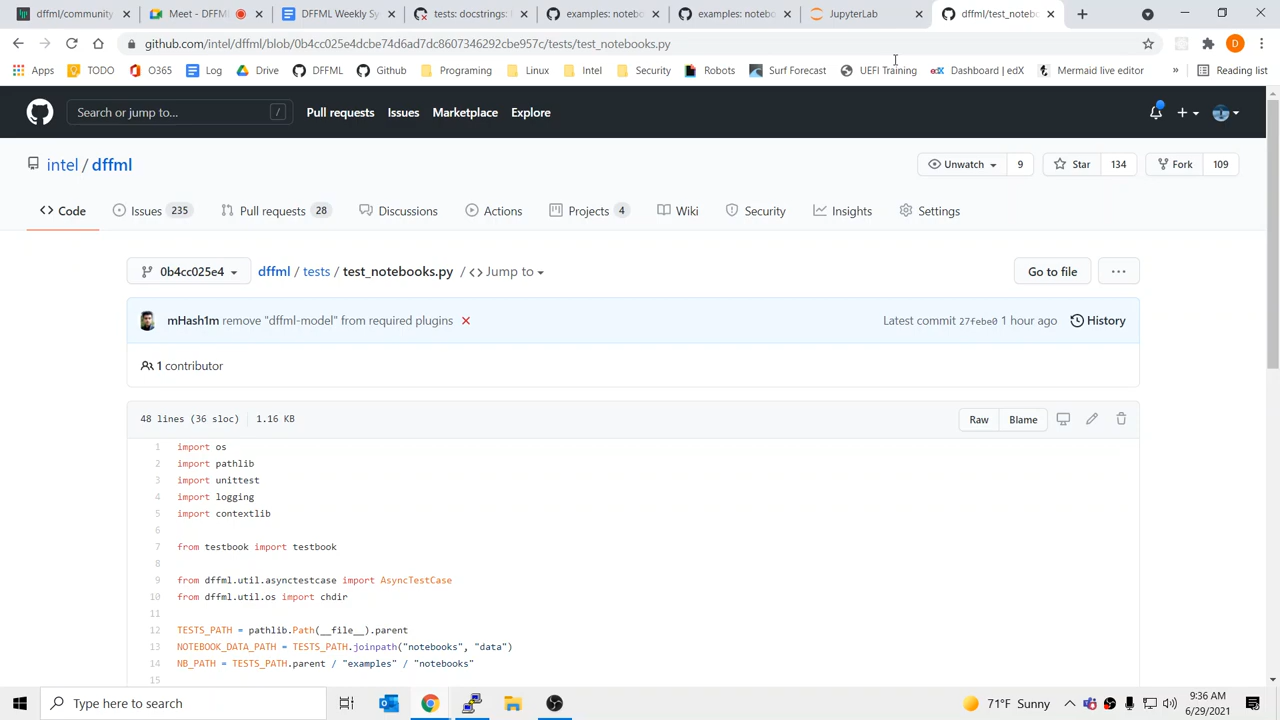 dffml/community
Meet - DFFM
DFFML Weekly Sy
tests: docstrings: 
examples: notebo
examples: notebo
JupyterLab
dffml/test_noteb
github.com/intel/dffml/blob/0b4cc025e4dcbe74d6ad7dc8607346292cbe957c/tests/test_notebooks.py
Apps TODO O365 Log Drive DFFML Github Programing Linux Intel Security Robots Surf Forecast UEFI Training edX Dashboard | edX Mermaid live editor » Reading list
Search or jump to... /
Pull requests Issues Marketplace Explore
intel / dffml
Unwatch 9 Star 134 Fork 109
Code Issues 235 Pull requests 28 Discussions Actions Projects 4 Wiki Security Insights Settings
0b4cc025e4 dffml / tests / test_notebooks.py / <> Jump to
Go to file ...
mHash1m remove "dffml-model" from required plugins
Latest commit 27febe0 1 hour ago History
1 contributor
48 lines (36 sloc) 1.16 KB
Raw Blame
1 import os
2 import pathlib
3 import unittest
4 import logging
5 import contextlib
6
7 from testbook import testbook
8
9 from dffml.util.asynctestcase import AsyncTestCase
10 from dffml.util.os import chdir
11
12 TESTS_PATH = pathlib.Path(__file__).parent
13 NOTEBOOK_DATA_PATH = TESTS_PATH.joinpath("notebooks", "data")
14 NB_PATH = TESTS_PATH.parent / "examples" / "notebooks"
15
Type here to search
71°F Sunny
9:36 AM
6/29/2021